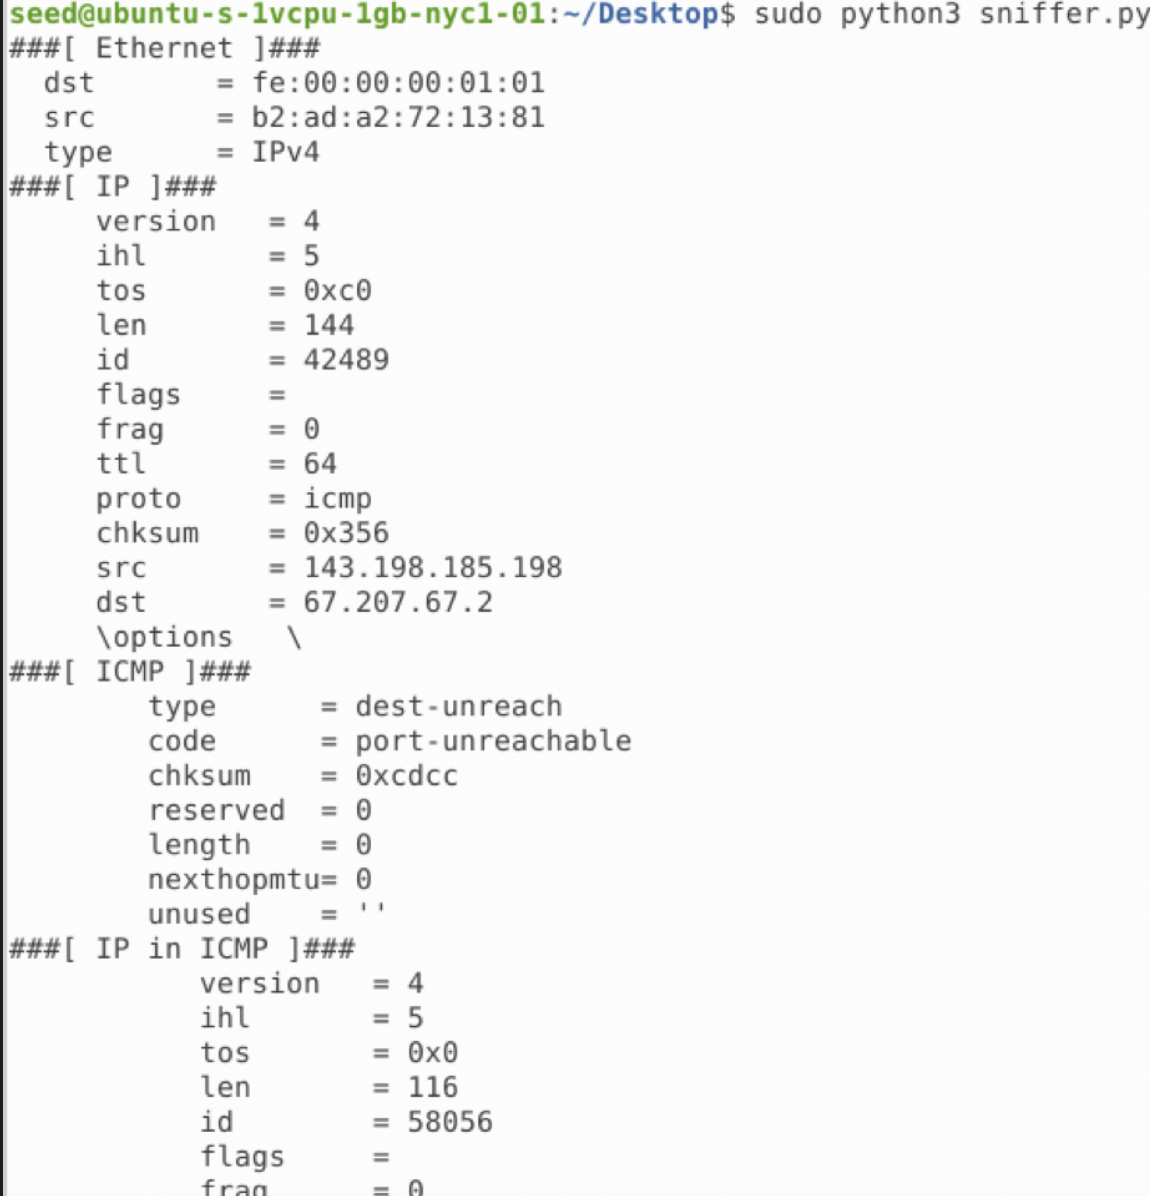 seed@ubuntu-s-1vcpu-1gb-nyc1-01:~/Desktop$ sudo python3 sniffer.py
###[ Ethernet ]###
  dst       = fe:00:00:00:01:01
  src       = b2:ad:a2:72:13:81
  type      = IPv4
###[ IP ]###
     version   = 4
     ihl       = 5
     tos       = 0xc0
     len       = 144
     id        = 42489
     flags     =
     frag      = 0
     ttl       = 64
     proto     = icmp
     chksum    = 0x356
     src       = 143.198.185.198
     dst       = 67.207.67.2
     \options   \
###[ ICMP ]###
        type      = dest-unreach
        code      = port-unreachable
        chksum    = 0xcdcc
        reserved  = 0
        length    = 0
        nexthopmtu= 0
        unused    = ''
###[ IP in ICMP ]###
           version   = 4
           ihl       = 5
           tos       = 0x0
           len       = 116
           id        = 58056
           flags     =
           frag      = 0